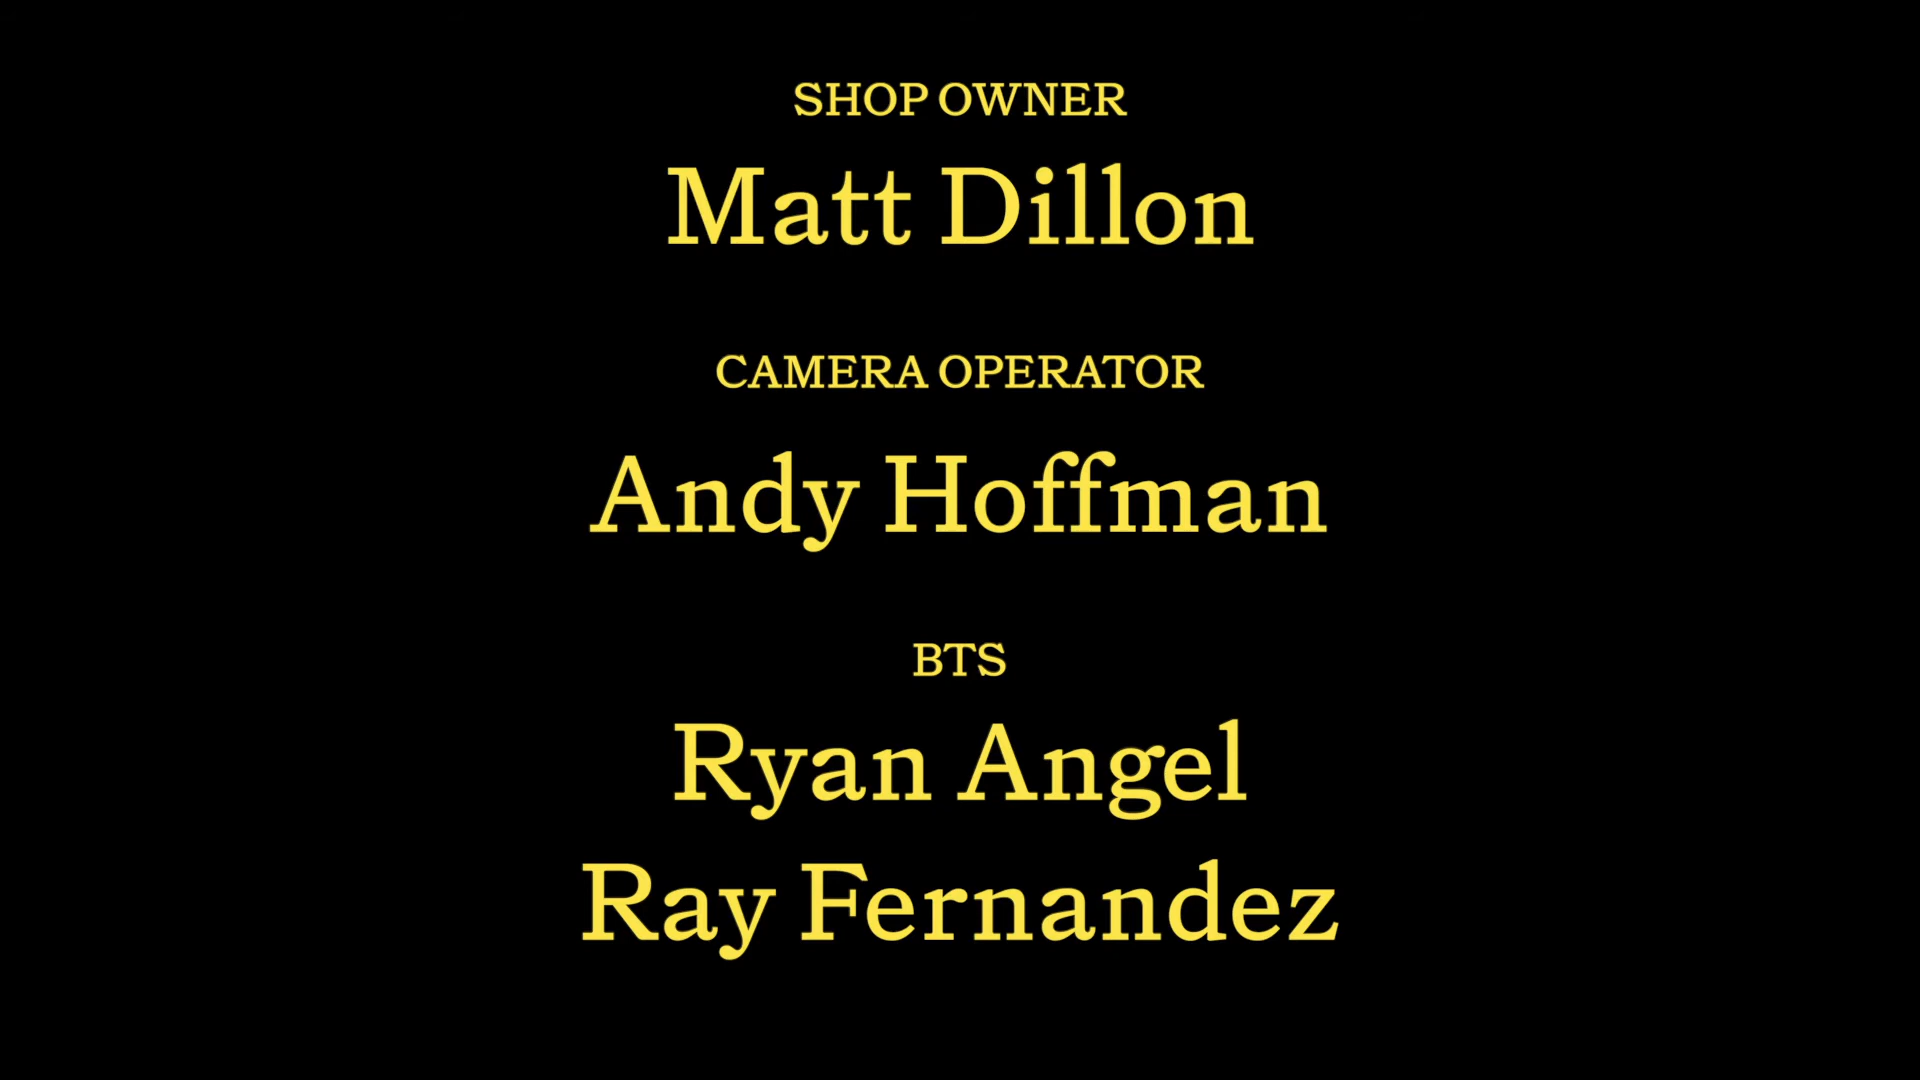 SHOP OWNER
Matt Dillon
CAMERA OPERATOR
Andy Hoffman
BTS
Ryan Angel
Ray Fernandez